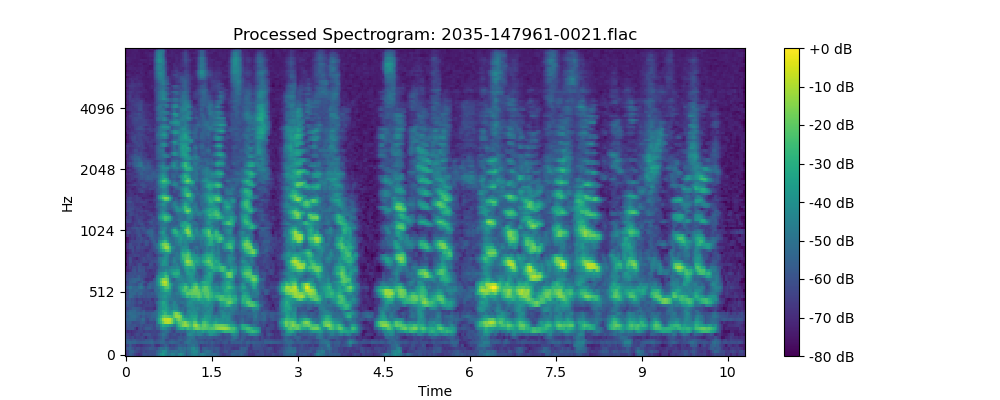 Processed Spectrogram: 2035-147961-0021.flac
Hz
4096
2048
1024
512
0
0 1.5 3 4.5 6 7.5 9 10
Time
+0 dB
-10 dB
-20 dB
-30 dB
-40 dB
-50 dB
-60 dB
-70 dB
-80 dB